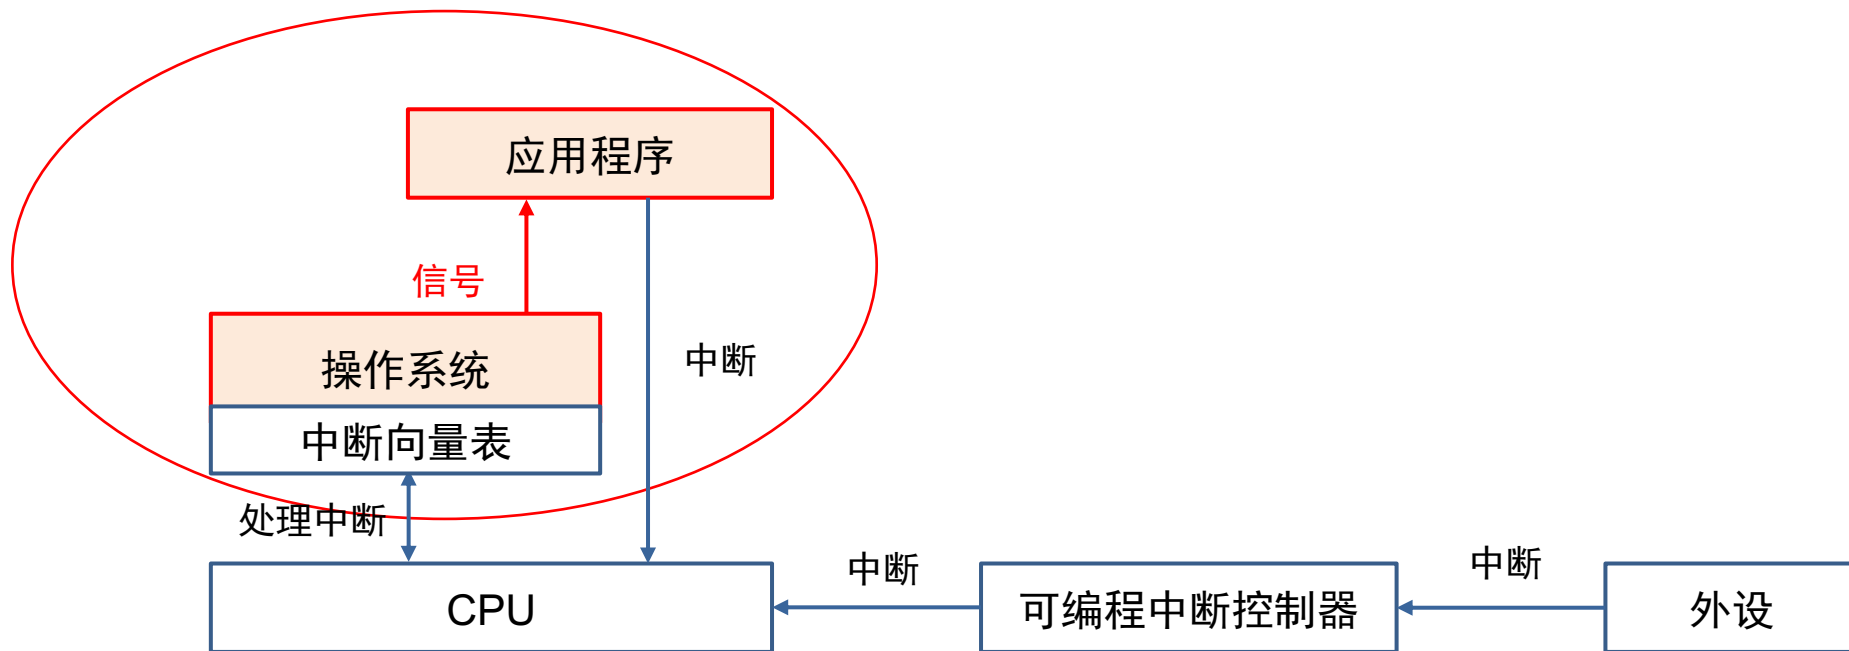 应用程序
信号
操作系统
中断
中断向量表
处理中断
CPU
中断
可编程中断控制器
中断
外设